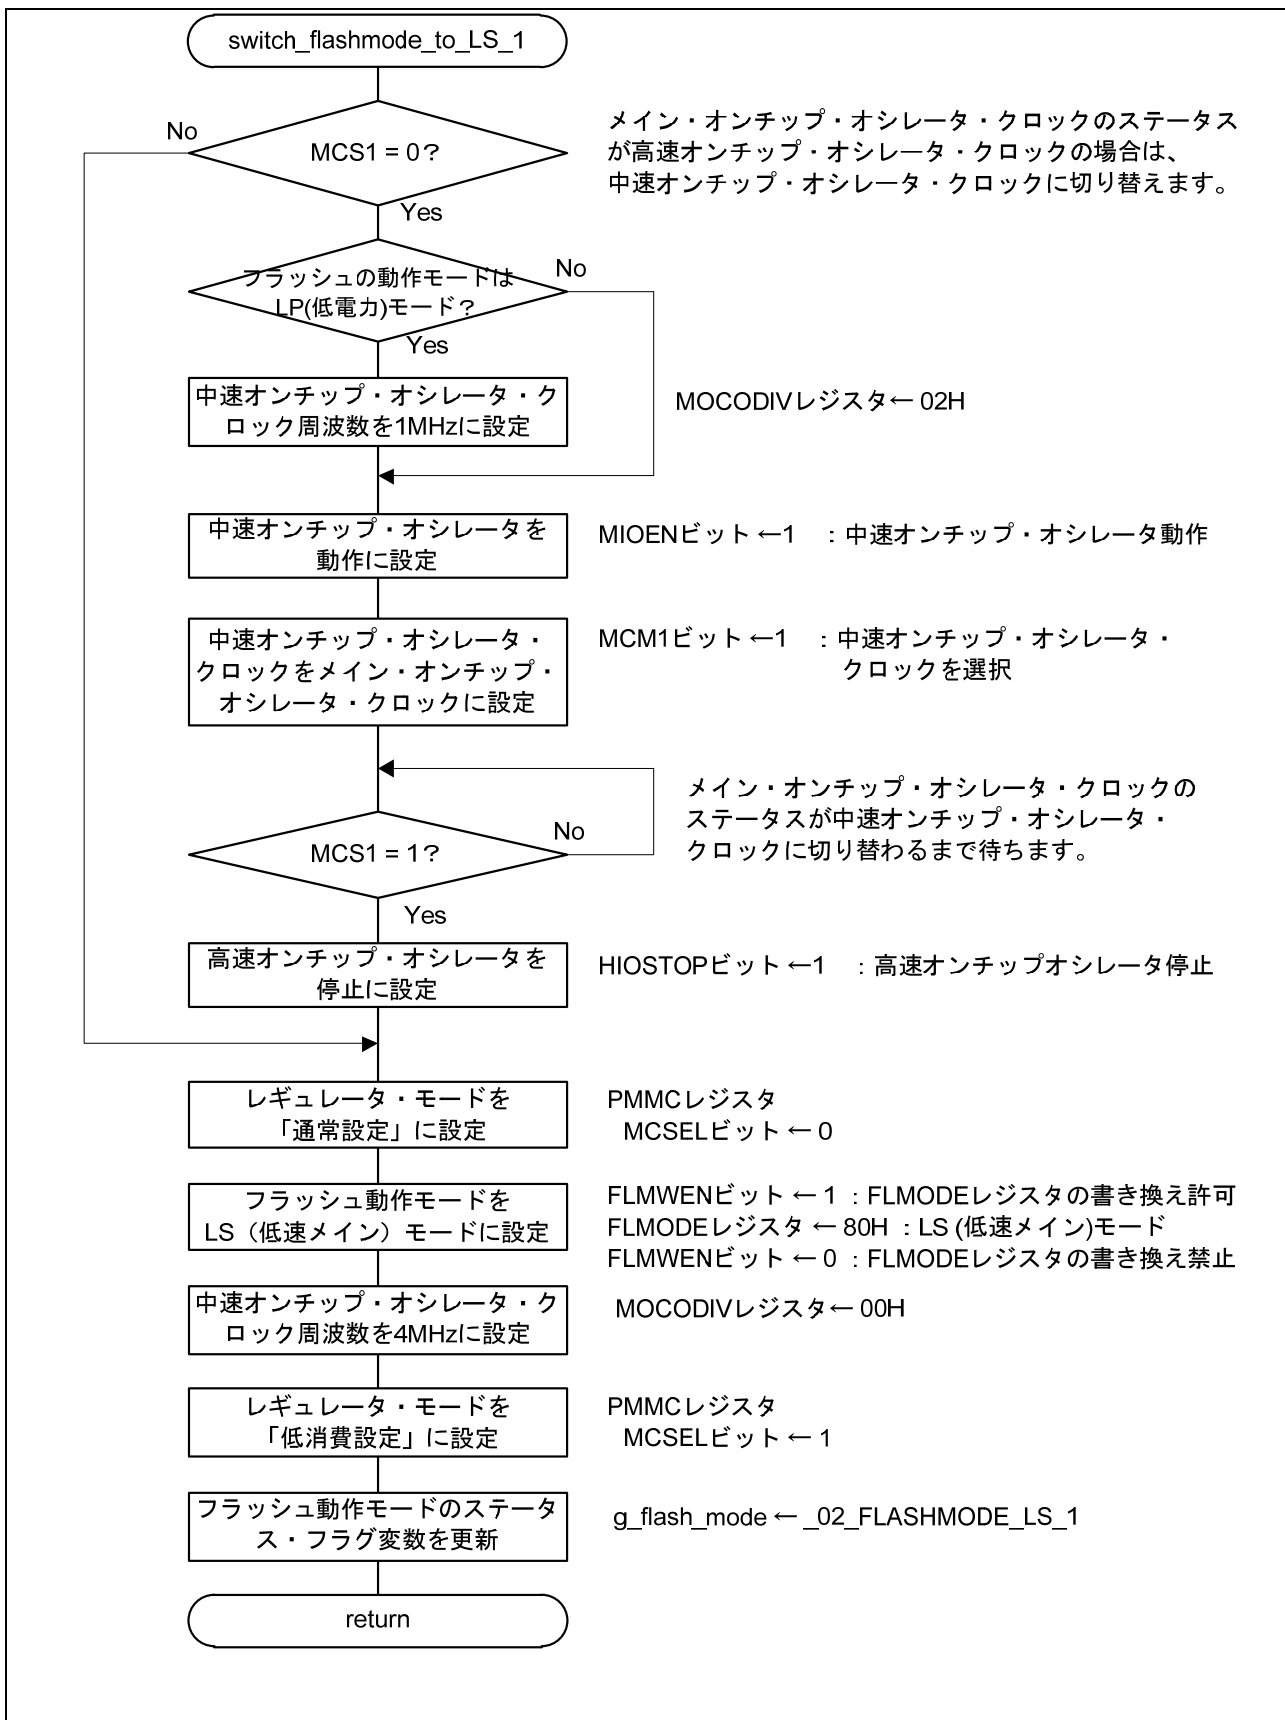 switch_flashmode_to_LS_1
MCS1 = 0？
No
Yes
メイン・オンチップ・オシレータ・クロックのステータス
が高速オンチップ・オシレータ・クロックの場合は、
中速オンチップ・オシレータ・クロックに切り替えます。
フラッシュの動作モードは
LP(低電力)モード？
No
Yes
中速オンチップ・オシレータ・ク
ロック周波数を1MHzに設定
MOCODIVレジスタ← 02H
中速オンチップ・オシレータを
動作に設定
MIOENビット ←1　：中速オンチップ・オシレータ動作
中速オンチップ・オシレータ・
クロックをメイン・オンチップ・
オシレータ・クロックに設定
MCM1ビット ←1　：中速オンチップ・オシレータ・
クロックを選択
メイン・オンチップ・オシレータ・クロックの
ステータスが中速オンチップ・オシレータ・
クロックに切り替わるまで待ちます。
MCS1 = 1？
No
Yes
高速オンチップ・オシレータを
停止に設定
HIOSTOPビット ←1　：高速オンチップオシレータ停止
レギュレータ・モードを
「通常設定」に設定
PMMCレジスタ
MCSELビット ← 0
フラッシュ動作モードを
LS（低速メイン）モードに設定
FLMWENビット ← 1 ：FLMODEレジスタの書き換え許可
FLMODEレジスタ ← 80H ：LS (低速メイン)モード
FLMWENビット ← 0 ：FLMODEレジスタの書き換え禁止
中速オンチップ・オシレータ・ク
ロック周波数を4MHzに設定
MOCODIVレジスタ← 00H
レギュレータ・モードを
「低消費設定」に設定
PMMCレジスタ
MCSELビット ← 1
フラッシュ動作モードのステータ
ス・フラグ変数を更新
g_flash_mode ← _02_FLASHMODE_LS_1
return